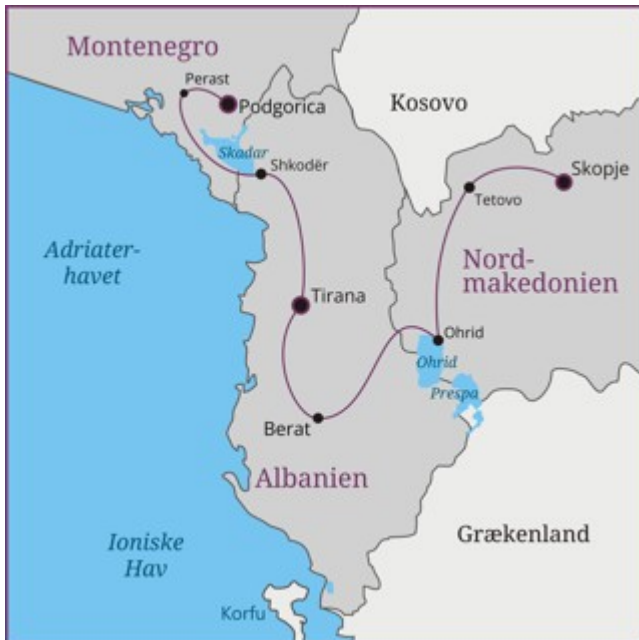 Montenegro
Perast
Podgorica
Kosovo
Skadar
Shkodër
Skopje
Tetovo
Adriater-
havet
Nord-
makedonien
Tirana
Ohrid
Ohrid
Prespa
Berat
Albanien
Ioniske
Hav
Grækenland
Korfu